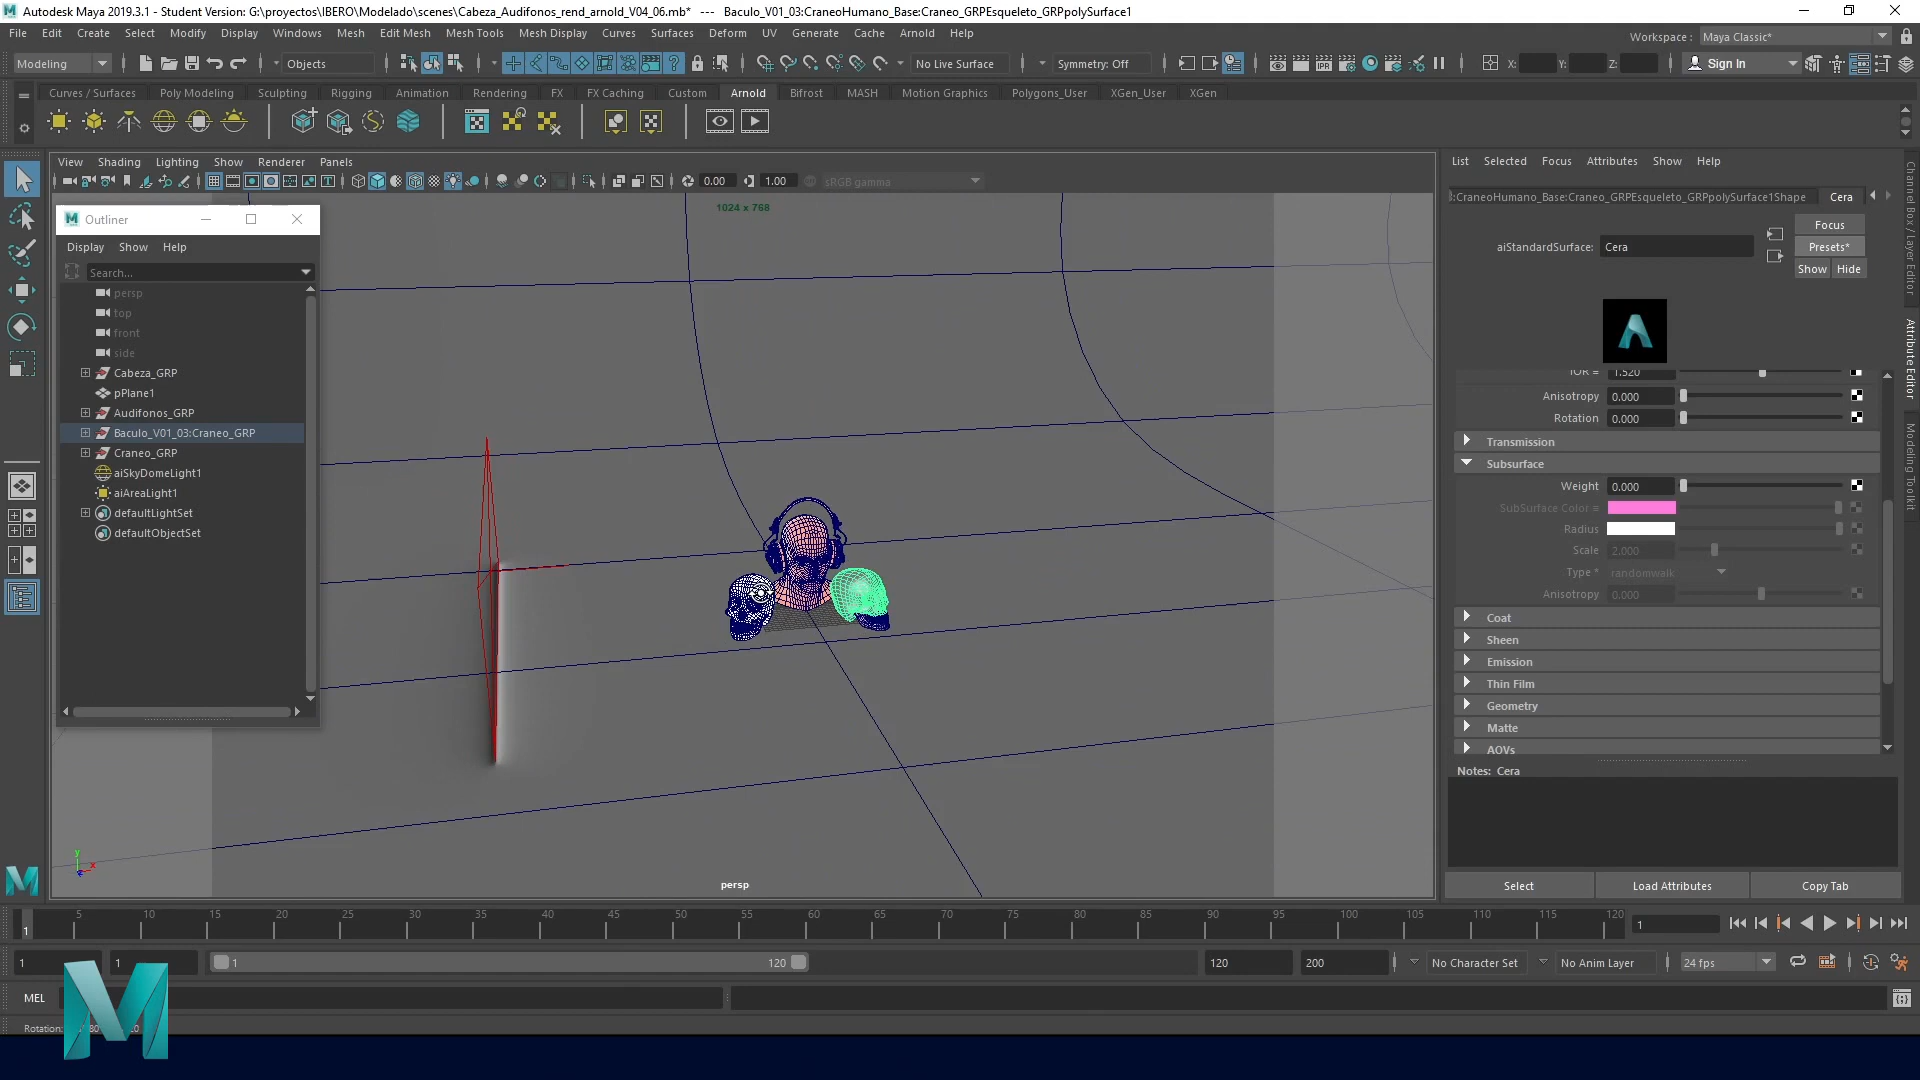 Autodesk Maya 2019.3.1 - Student Version: G:\proyectos\IBERO\Modelado\scenes\Cabeza_Audifonos_rend_arnold_V04_06.mb* --- Baculo_V01_03:CraneoHumano_Base:Craneo_GRPEsqueleto_GRPpolySurface1
File Edit Create Select Modify Display Windows Mesh Edit Mesh Mesh Tools Mesh Display Curves Surfaces Deform UV Generate Cache Arnold Help
Workspace : Maya Classic*
Modeling Objects No Live Surface Symmetry: Off X: Y: Z: Sign In
Curves / Surfaces Poly Modeling Sculpting Rigging Animation Rendering FX FX Caching Custom Arnold Bifrost MASH Motion Graphics Polygons_User XGen_User XGen
View Shading Lighting Show Renderer Panels
0.00 1.00 sRGB gamma
1024 x 768
Outliner
Display Show Help
Search...
persp
top
front
side
Cabeza_GRP
pPlane1
Audifonos_GRP
Baculo_V01_03:Craneo_GRP
Craneo_GRP
aiSkyDomeLight1
aiAreaLight1
defaultLightSet
defaultObjectSet
persp
y
x
List Selected Focus Attributes Show Help
:CraneoHumano_Base:Craneo_GRPEsqueleto_GRPpolySurface1Shape Cera
Focus
aiStandardSurface: Cera Presets*
Show Hide
IOR = 1.520
Anisotropy 0.000
Rotation 0.000
Transmission
Subsurface
Weight 0.000
SubSurface Color =
Radius
Scale 2.000
Type * randomwalk
Anisotropy 0.000
Coat
Sheen
Emission
Thin Film
Geometry
Matte
AOVs
Notes: Cera
Select Load Attributes Copy Tab
Channel Box / Layer Editor
Attribute Editor
Modeling Toolkit
5 10 15 20 25 30 35 40 45 50 55 60 65 70 75 80 85 90 95 100 105 110 115 120
1 1
1 1 1 120 120 200 No Character Set No Anim Layer 24 fps
MEL
Rotation: